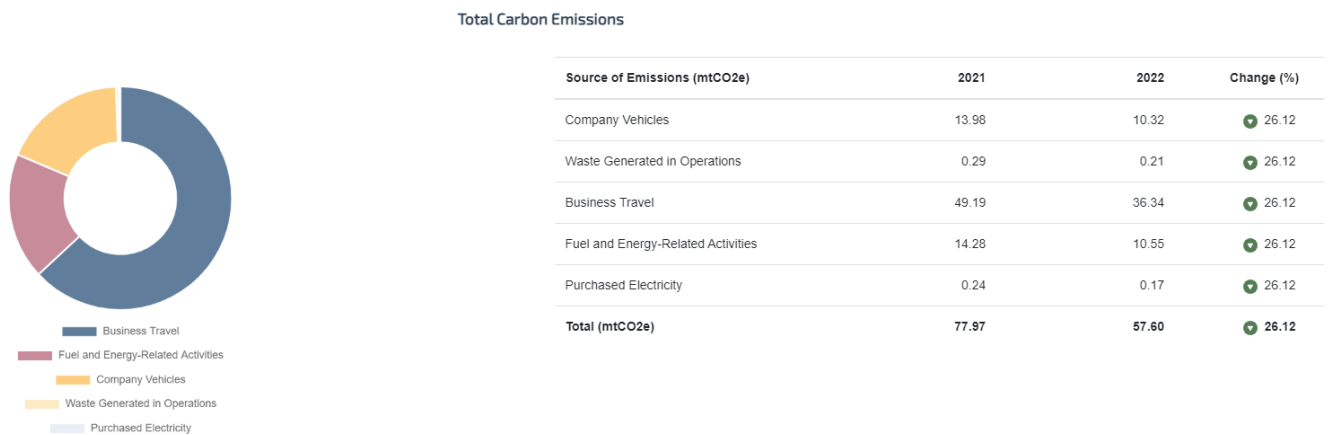 Total Carbon Emissions
Source of Emissions (mtCO2e) 2021 2022 Change (%)
Company Vehicles 13.98 10.32 26.12
Waste Generated in Operations 0.29 0.21 26.12
Business Travel 49.19 36.34 26.12
Fuel and Energy-Related Activities 14.28 10.55 26.12
Purchased Electricity 0.24 0.17 26.12
Total (mtCO2e) 77.97 57.60 26.12
Business Travel
Fuel and Energy-Related Activities
Company Vehicles
Waste Generated in Operations
Purchased Electricity